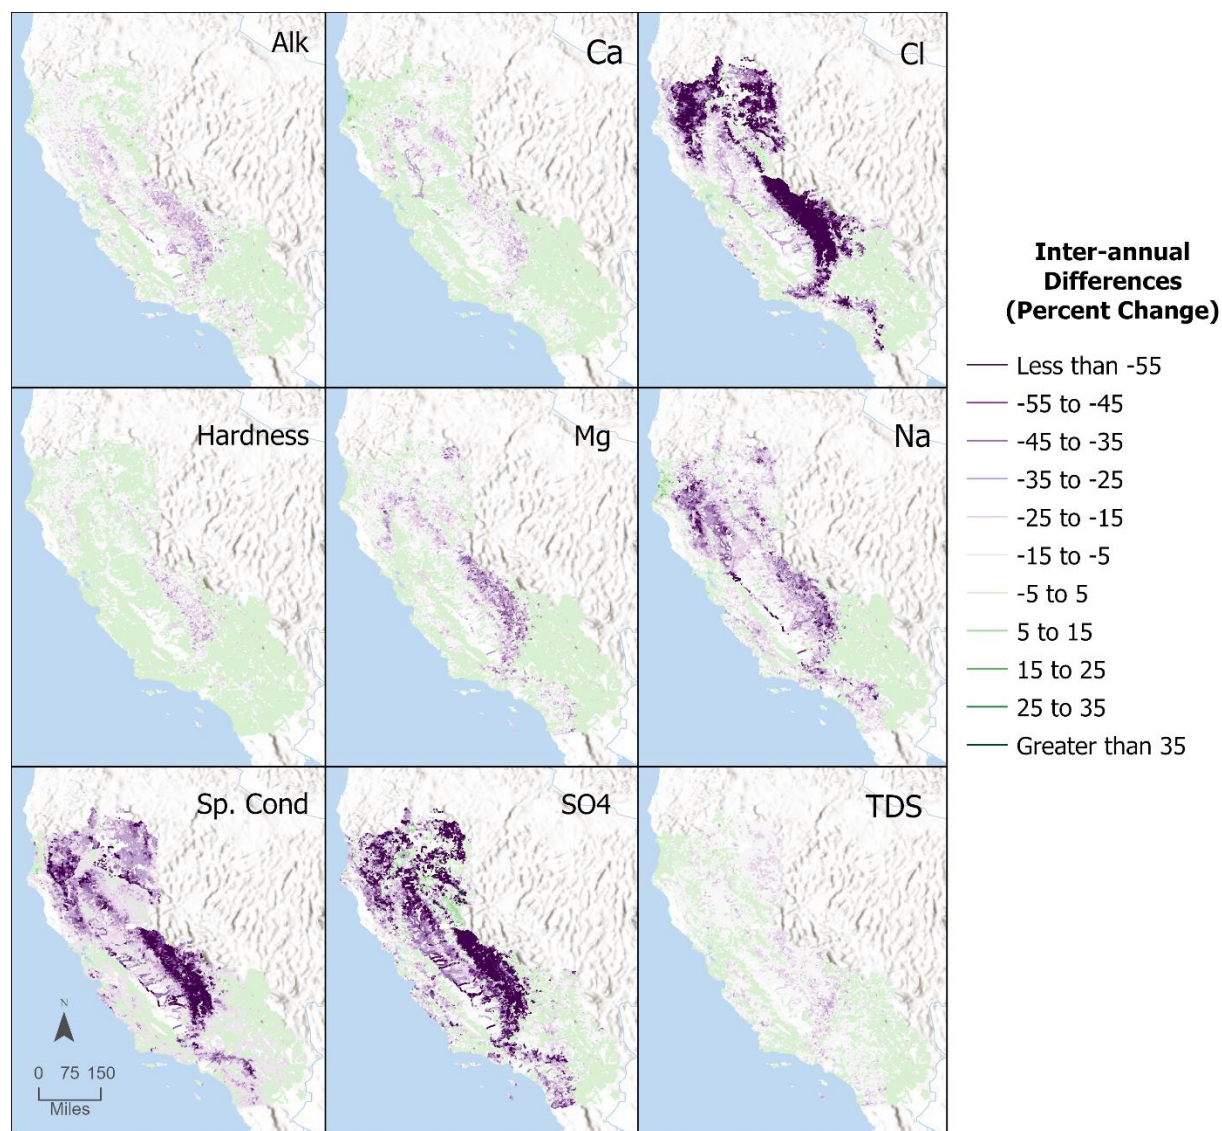 Alk
Ca
Cl
Hardness
Mg
Na
Sp. Cond
SO4
TDS
N
0 75 150
Miles
Inter-annual
Differences
(Percent Change)
Less than -55
-55 to -45
-45 to -35
-35 to -25
-25 to -15
-15 to -5
-5 to 5
5 to 15
15 to 25
25 to 35
Greater than 35